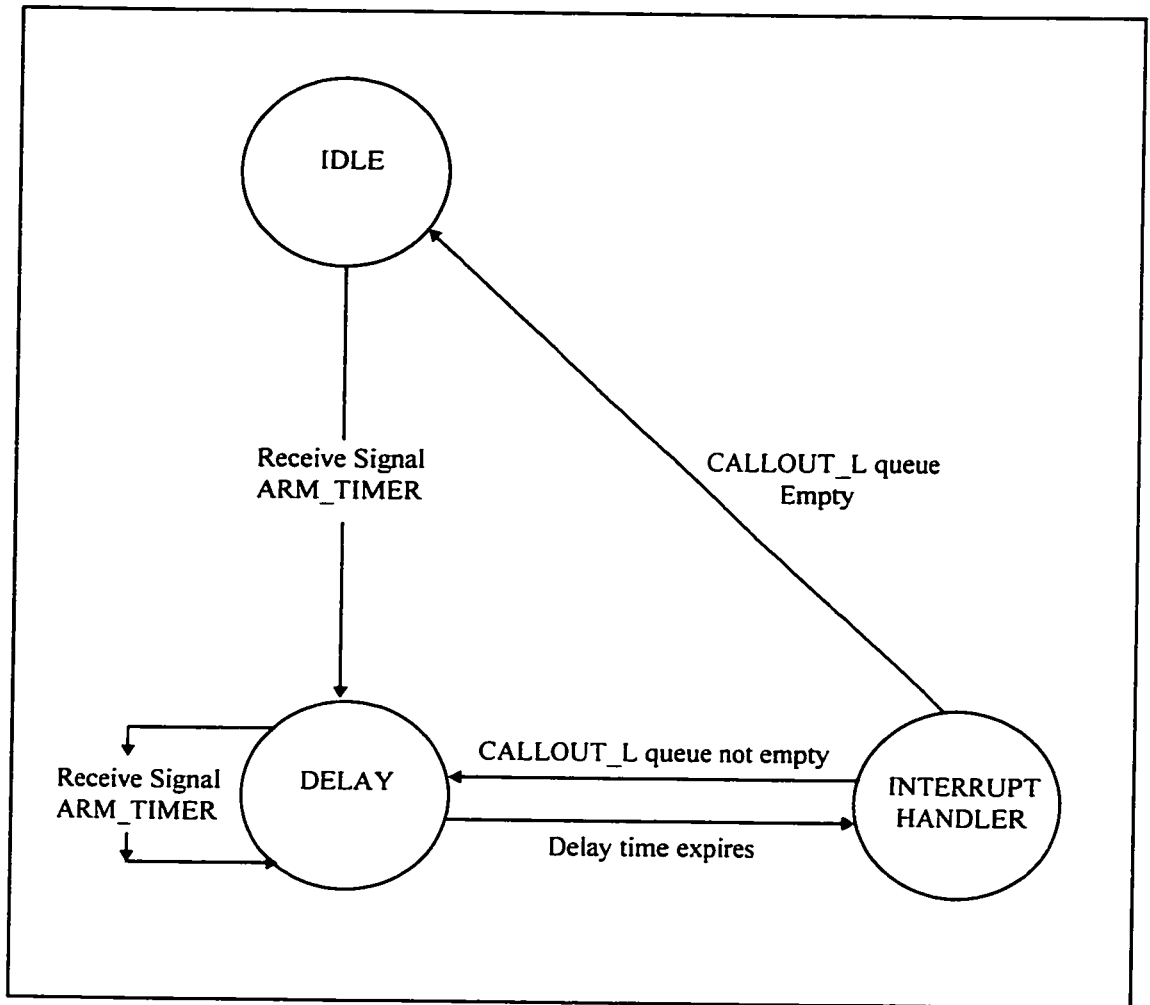 IDLE
Receive Signal
ARM_TIMER
CALLOUT_L queue
Empty
CALLOUT_L queue not empty
Receive Signal
ARM_TIMER
DELAY
INTERRUPT
HANDLER
Delay time expires